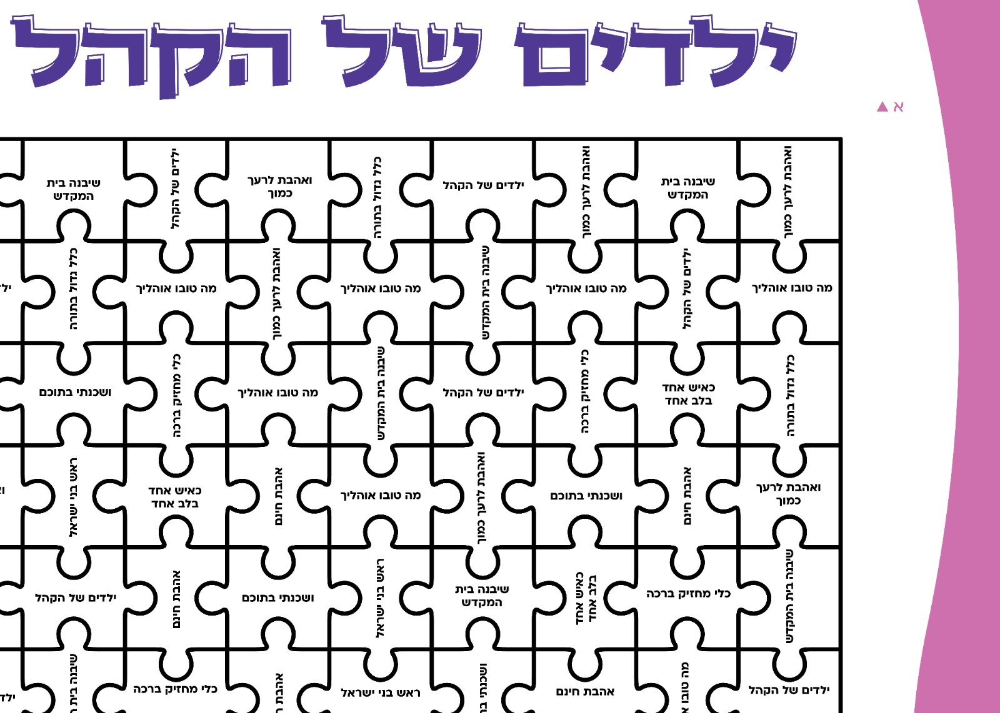 ילדים של הקהל
א
ואהבת לרעך כמוך
שיבנה בית
המקדש
ואהבת לרעך כמוך
ילדים של הקהל
כלל גדול בתורה
ואהבת לרעך
כמוך
ילדים של הקהל
שיבנה בית
המקדש
מה טובו אוהליך
ילדים של הקהל
מה טובו אוהליך
שיבנה בית המקדש
מה טובו אוהליך
ואהבת לרעך כמוך
מה טובו אוהליך
כלל גדול בתורה
כלל גדול בתורה
כאיש אחד
בלב אחד
כלי מחזיק ברכה
ילדים של הקהל
שיבנה בית המקדש
מה טובו אוהליך
כלי מחזיק ברכה
ושכנתי בתוכם
ואהבת לרעך
כמוך
אהבת חינם
ושכנתי בתוכם
ואהבת לרעך כמוך
מה טובו אוהליך
אהבת חינם
כאיש אחד
בלב אחד
ראש בני ישראל
שיבנה בית המקדש
כלי מחזיק ברכה
כאיש אחד
בלב אחד
שיבנה בית
המקדש
ראש בני ישראל
ושכנתי בתוכם
אהבת חינם
ילדים של הקהל
ילדים של הקהל
מה טובו
אהבת חינם
ושכנתי
ראש בני ישראל
אהבת
כלי מחזיק ברכה
שיבנה בית